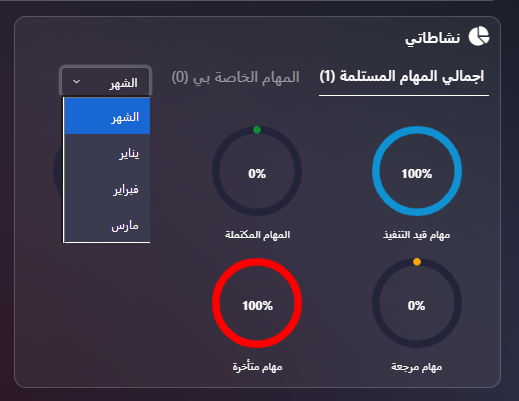 نشاطاتي
اجمالي المهام المستلمة (1)
المهام الخاصة بي (0)
الشهر
الشهر
يناير
فبراير
مارس
100%
مهام قيد التنفيذ
0%
المهام المكتملة
0%
مهام مرجعة
100%
مهام متأخرة